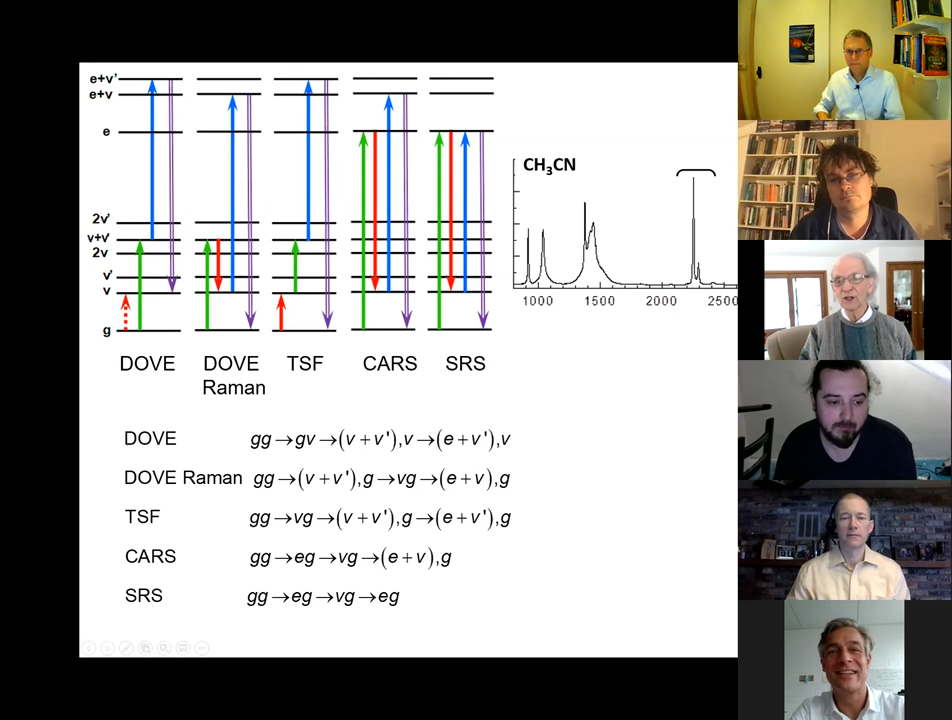 e+v'
e+v
e
2v'
v+v'
2v
v'
v
g
DOVE DOVE Raman TSF CARS SRS
CH₃CN
1000 1500 2000 2500
DOVE gg→gv→(v+v'),v→(e+v'),v
DOVE Raman gg→(v+v'),g→vg→(e+v),g
TSF gg→vg→(v+v'),g→(e+v'),g
CARS gg→eg→vg→(e+v),g
SRS gg→eg→vg→eg